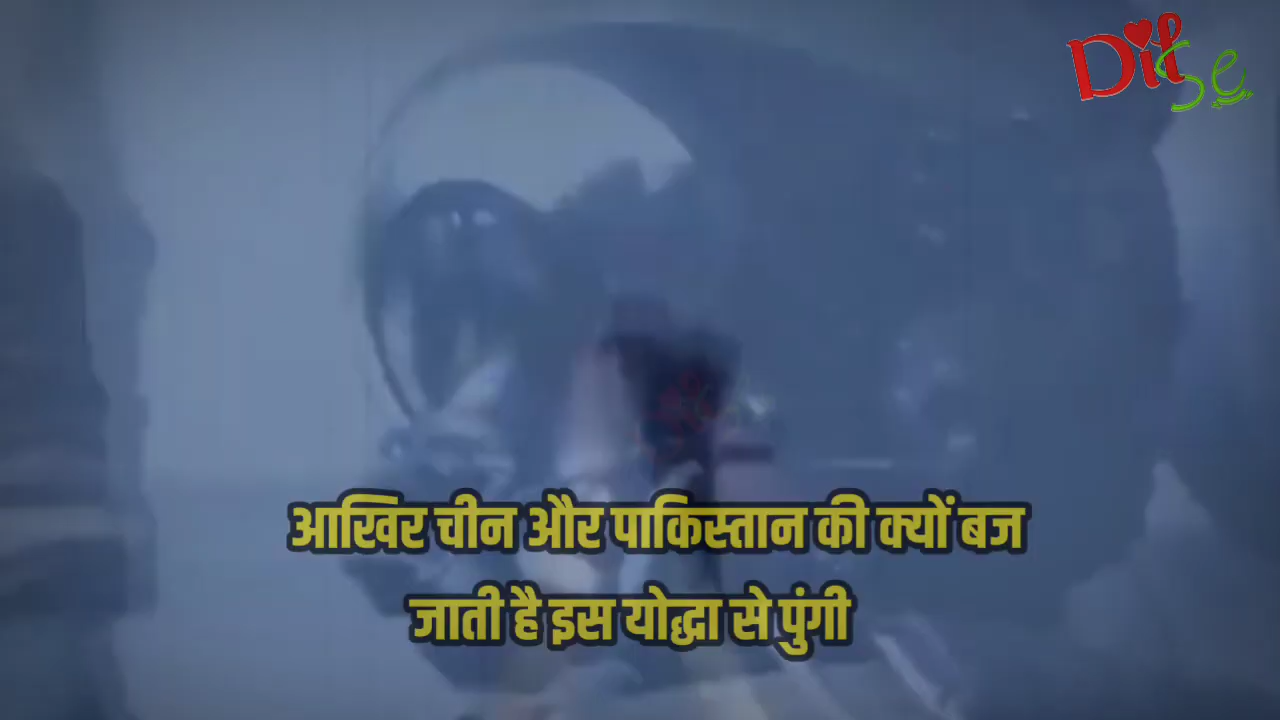 Dil
Se
आखिर चीन और पाकिस्तान की क्यों बज
जाती है इस योद्धा से पुंगी